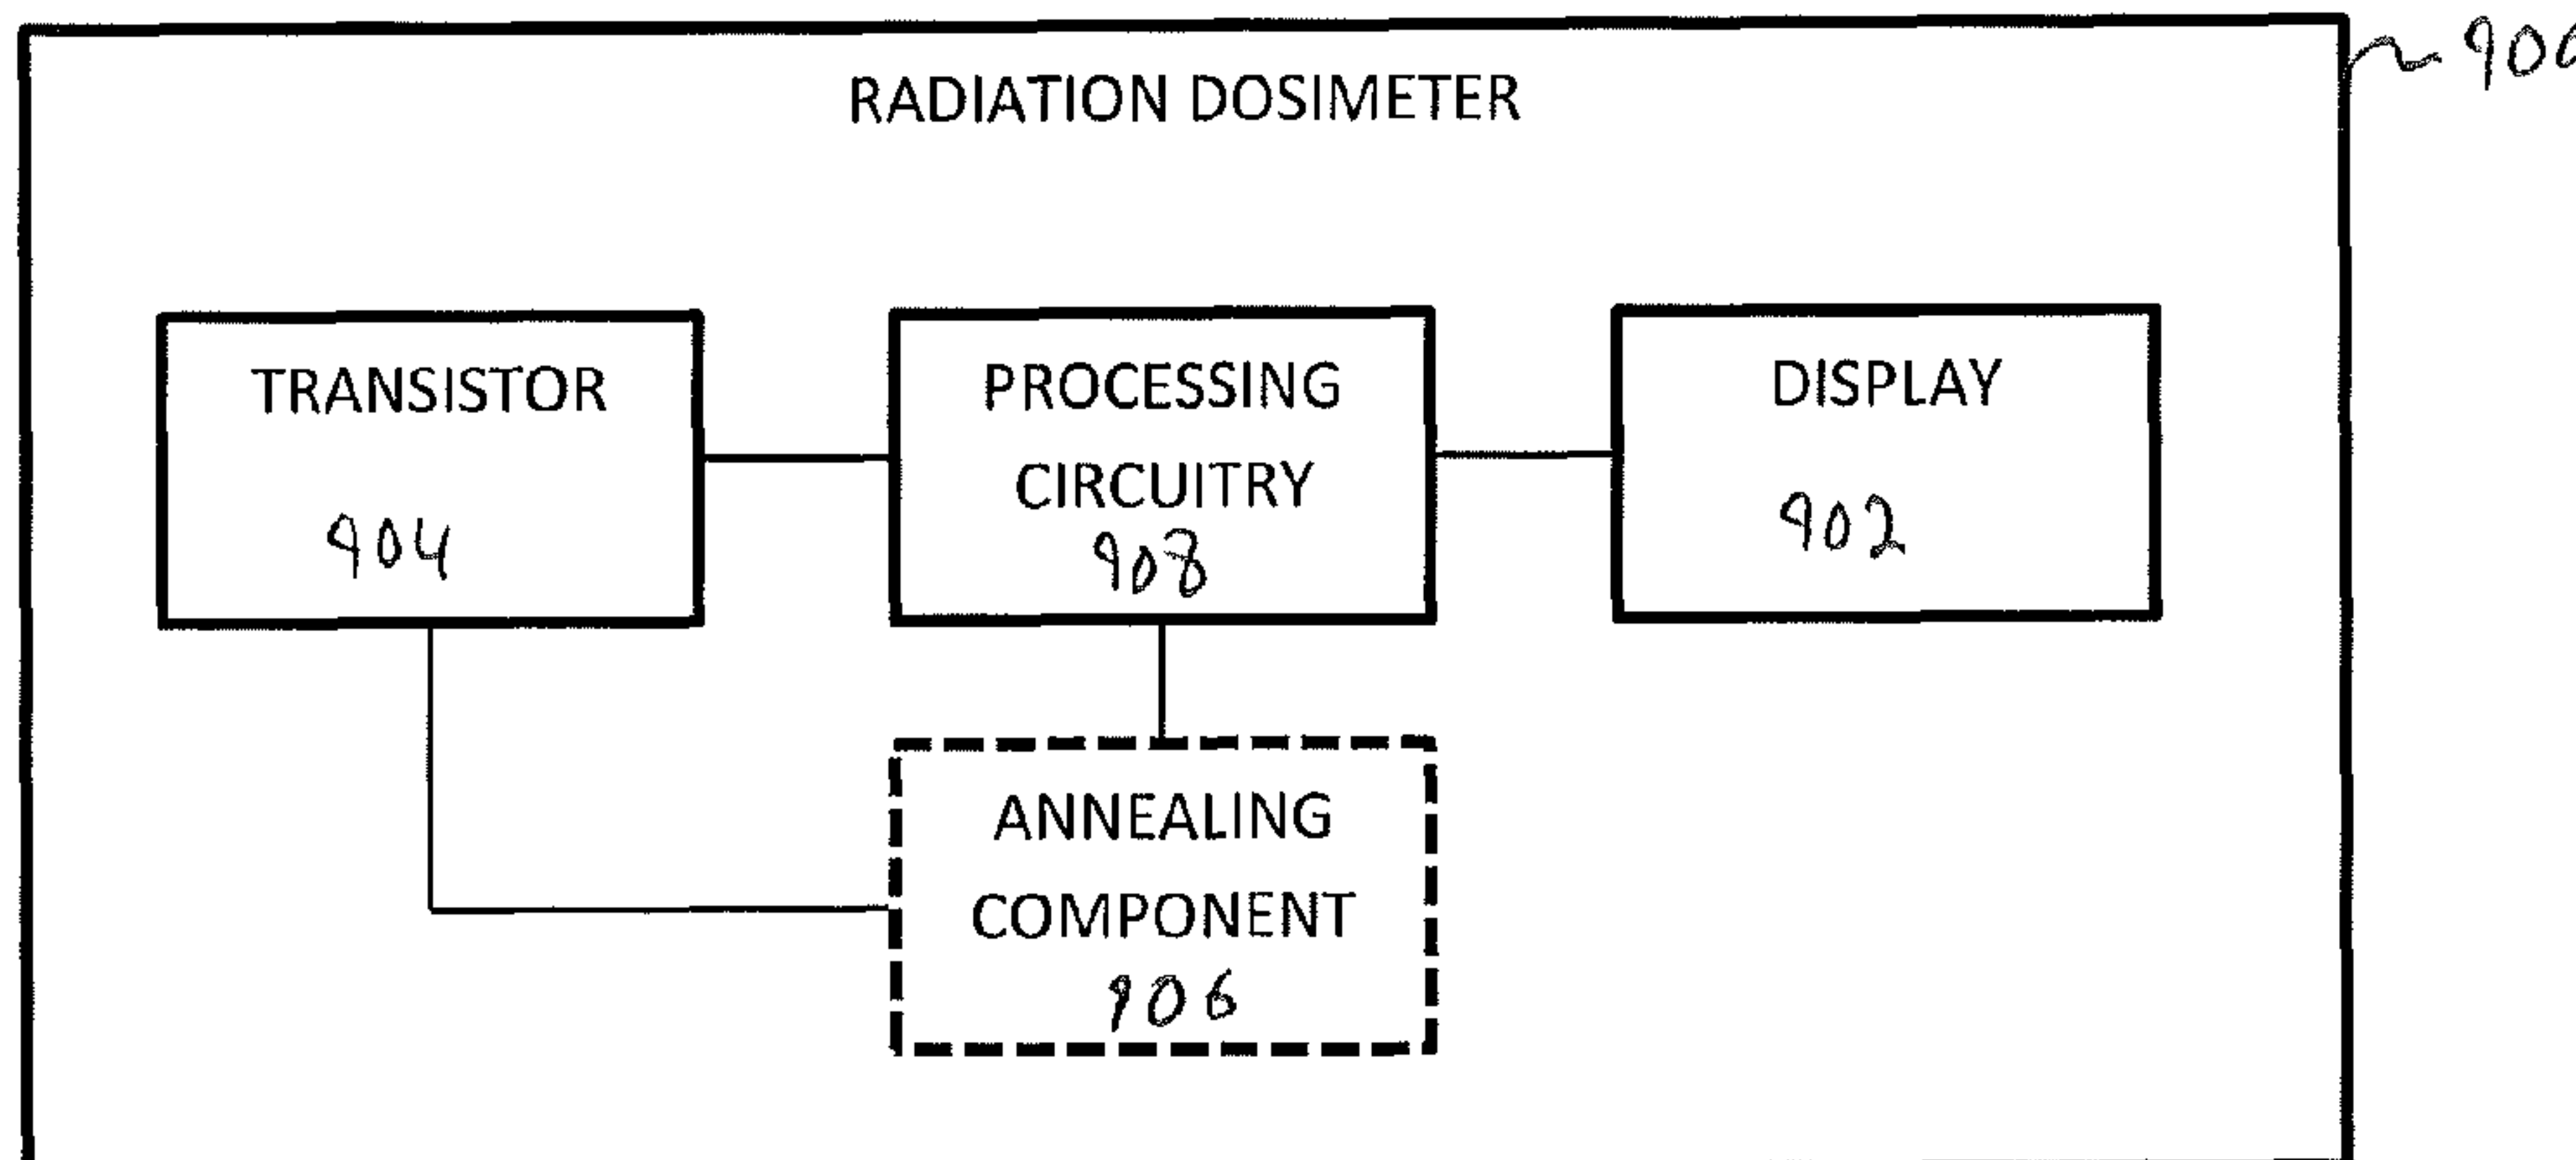 RADIATION DOSIMETER
TRANSISTOR
904
PROCESSING
CIRCUITRY
908
DISPLAY
902
ANNEALING
COMPONENT
906